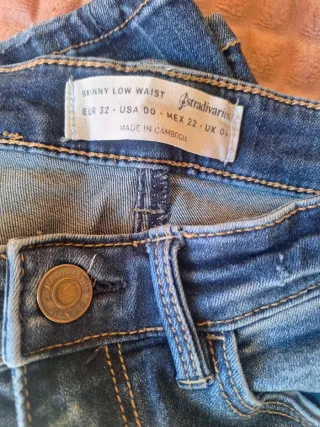 SKINNY LOW WAIST
stradivarius
EUR 32 - USA 00 - MEX 22 - UK 04
MADE IN CAMBODIA